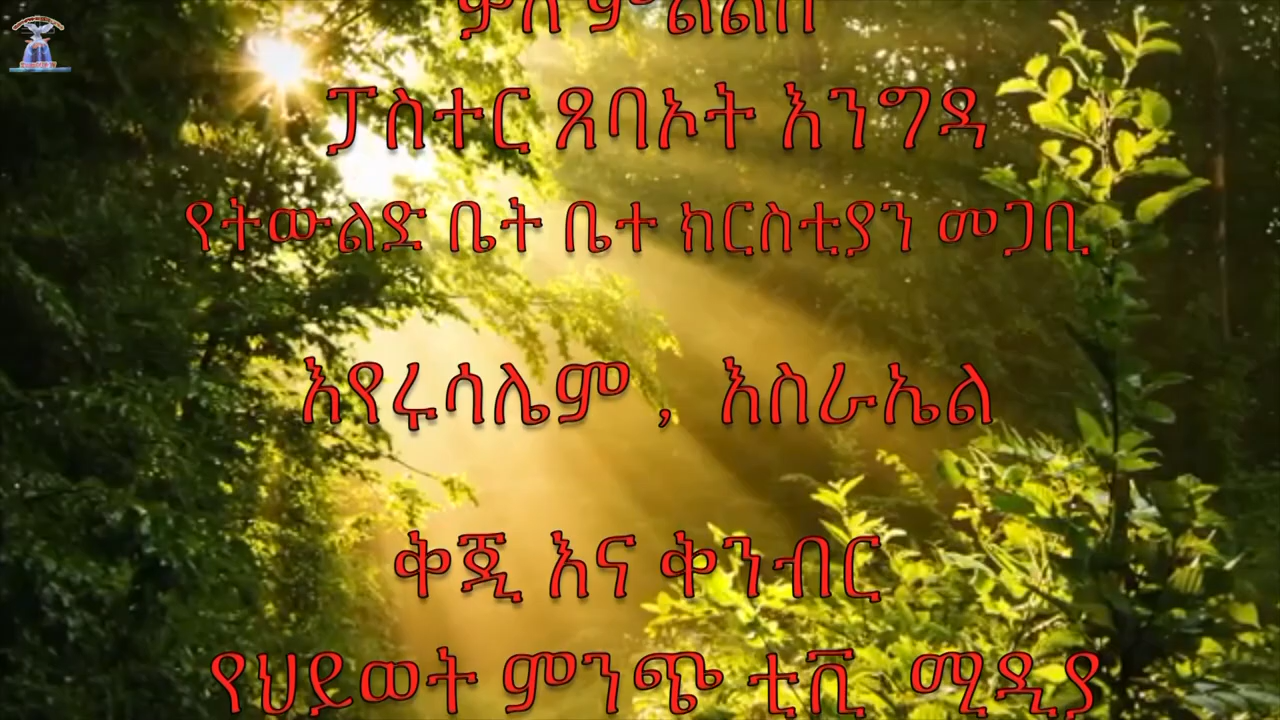 ፓስተር ጸባኦት እንግዳ
የትውልድ ቤት ቤተ ክርስቲያን መጋቢ
እየሩሳሌም , እስራኤል
ቅጂ እና ቅንብር
የህይወት ምንጭ ቲቪ ሚዲያ